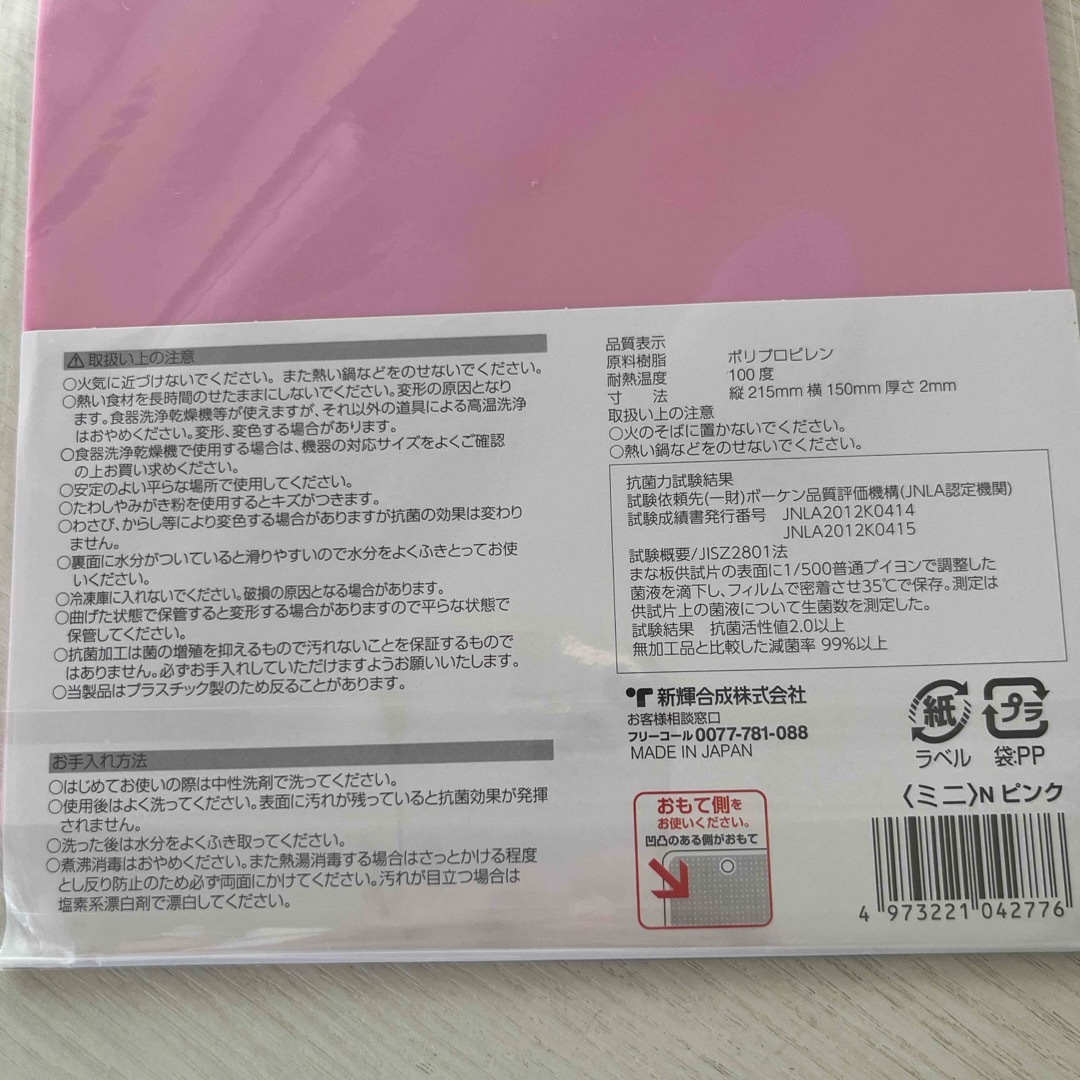 取扱い上の注意
○火気に近づけないでください。また熱い鍋などをのせないでください。
○熱い食材を長時間のせたままにしないでください。変形の原因となり
ます。食器洗浄乾燥機等が使えますが、それ以外の道具による高温洗浄
はおやめください。変形、変色する場合があります。
○食器洗浄乾燥機で使用する場合は、機器の対応サイズをよくご確認
の上お買い求めください。
○安定のよい平らな場所で使用してください。
○たわしやみがき粉を使用するとキズがつきます。
○わさび、からし等により変色する場合がありますが抗菌の効果は変わり
ません。
○裏面に水分がついていると滑りやすいので水分をよくふきとってお使
いください。
○冷凍庫に入れないでください。破損の原因となる場合があります。
○曲げた状態で保管すると変形する場合がありますので平らな状態で
保管してください。
○抗菌加工は菌の増殖を抑えるもので汚れないことを保証するもので
はありません。必ずお手入れしていただけますようお願いいたします。
○当製品はプラスチック製のため反ることがあります。
お手入れ方法
○はじめてお使いの際は中性洗剤で洗ってください。
○使用後はよく洗ってください。表面に汚れが残っていると抗菌効果が発揮
されません。
○洗った後は水分をよくふき取ってください。
○煮沸消毒はおやめください。また熱湯消毒する場合はさっとかける程度
とし反り防止のため必ず両面にかけてください。汚れが目立つ場合は
塩素系漂白剤で漂白してください。
品質表示
原料樹脂 ポリプロピレン
耐熱温度 100度
寸 法 縦215mm 横150mm 厚さ2mm
取扱い上の注意
○火のそばに置かないでください。
○熱い鍋などをのせないでください。
抗菌力試験結果
試験依頼先(一財)ボーケン品質評価機構(JNLA認定機関)
試験成績書発行番号 JNLA2012K0414
JNLA2012K0415
試験概要/JISZ2801法
まな板供試片の表面に1/500普通ブイヨンで調整した
菌液を滴下し、フィルムで密着させ35℃で保存。測定は
供試片上の菌液について生菌数を測定した。
試験結果 抗菌活性値2.0以上
無加工品と比較した減菌率 99%以上
新輝合成株式会社
お客様相談窓口
フリーコール 0077-781-088
MADE IN JAPAN
紙
ラベル
プラ
袋:PP
〈ミニ〉N ピンク
おもて側を
お使いください。
凹凸のある側がおもて
4 973221 042776